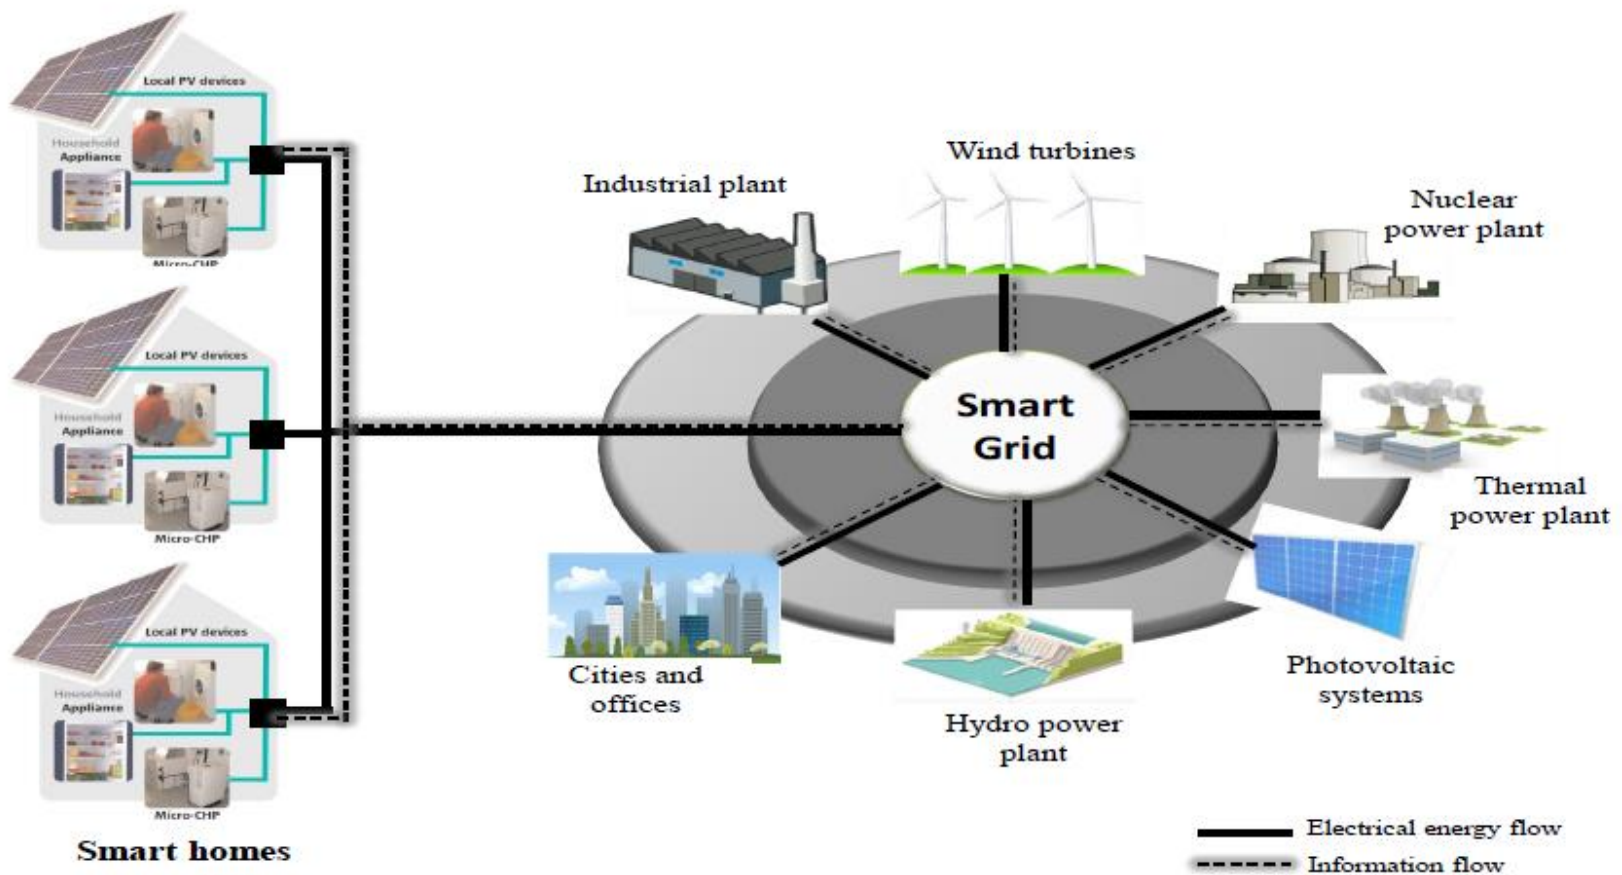 Local PV devices
Household
Appliance
Micro-CHP
Local PV devices
Household
Appliance
Micro-CHP
Local PV devices
Household
Appliance
Micro-CHP
Smart homes
Industrial plant
Wind turbines
Nuclear
power plant
Smart
Grid
Thermal
power plant
Cities and
offices
Hydro power
plant
Photovoltaic
systems
Electrical energy flow
Information flow